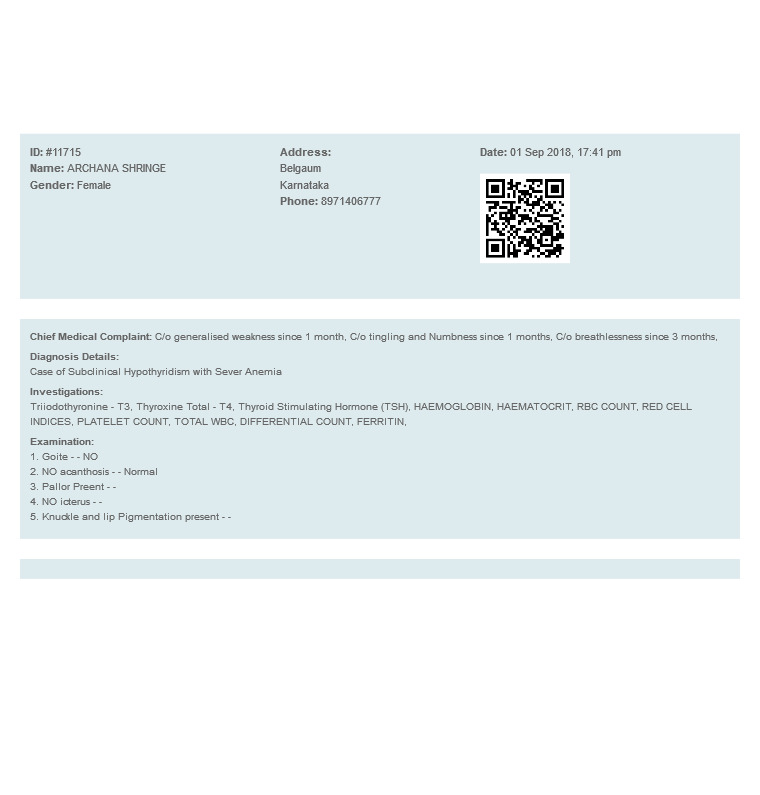 ID: #11715
Name: ARCHANA SHRINGE
Gender: Female
Address:
Belgaum
Karnataka
Phone: 8971406777
Date: 01 Sep 2018, 17:41 pm
Chief Medical Complaint: C/o generalised weakness since 1 month, C/o tingling and Numbness since 1 months, C/o breathlessness since 3 months,
Diagnosis Details:
Case of Subclinical Hypothyridism with Sever Anemia
Investigations:
Triiodothyronine - T3, Thyroxine Total - T4, Thyroid Stimulating Hormone (TSH), HAEMOGLOBIN, HAEMATOCRIT, RBC COUNT, RED CELL
INDICES, PLATELET COUNT, TOTAL WBC, DIFFERENTIAL COUNT, FERRITIN,
Examination:
1. Goite - - NO
2. NO acanthosis - - Normal
3. Pallor Preent - -
4. NO icterus - -
5. Knuckle and lip Pigmentation present - -